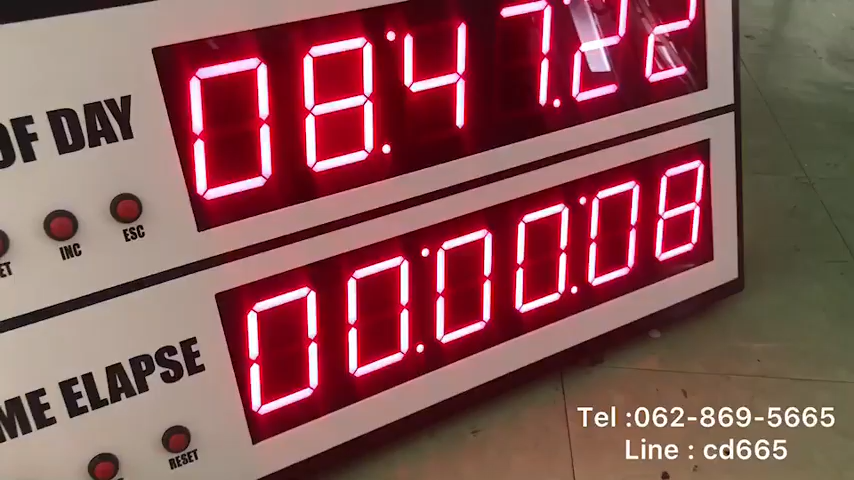 OF DAY
08:47:22
INC
ESC
00:00:08
ME ELAPSE
RESET
Tel :062-869-5665
Line : cd665